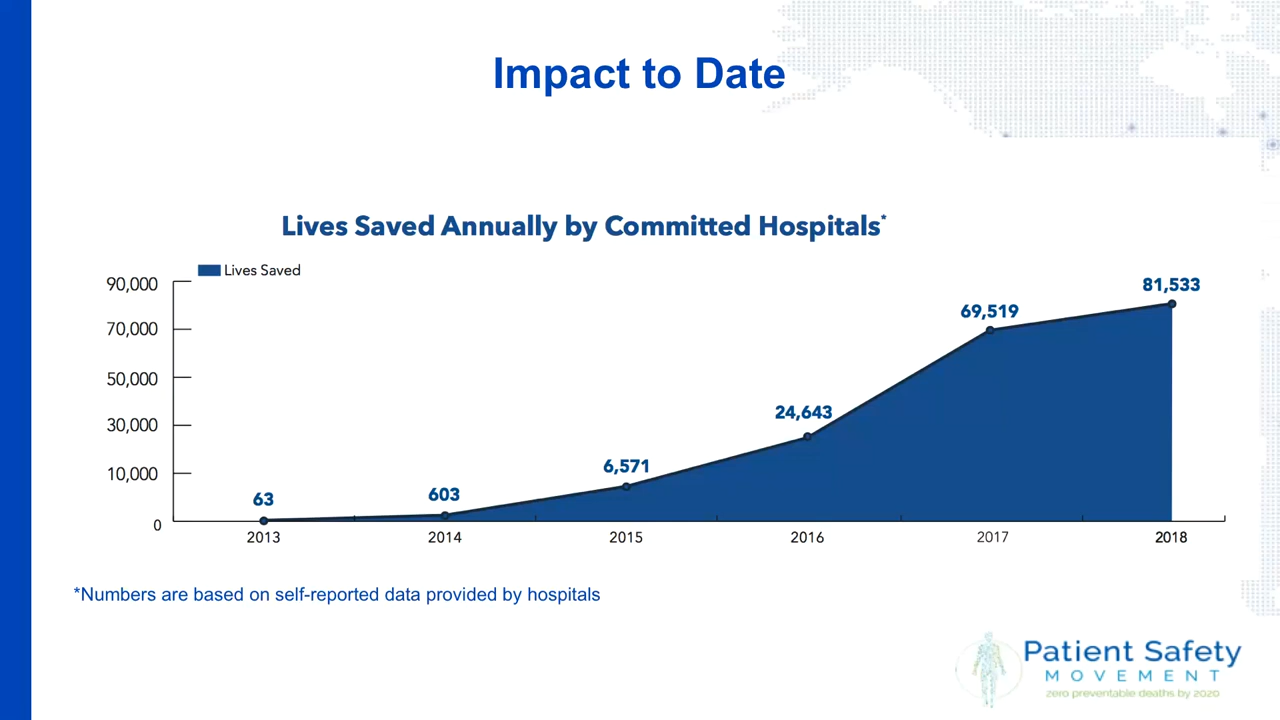 Impact to Date
Lives Saved Annually by Committed Hospitals*
Lives Saved
90,000
70,000
50,000
30,000
10,000
0
63
603
6,571
24,643
69,519
81,533
2013
2014
2015
2016
2017
2018
*Numbers are based on self-reported data provided by hospitals
Patient Safety
MOVEMENT
zero preventable deaths by 2020